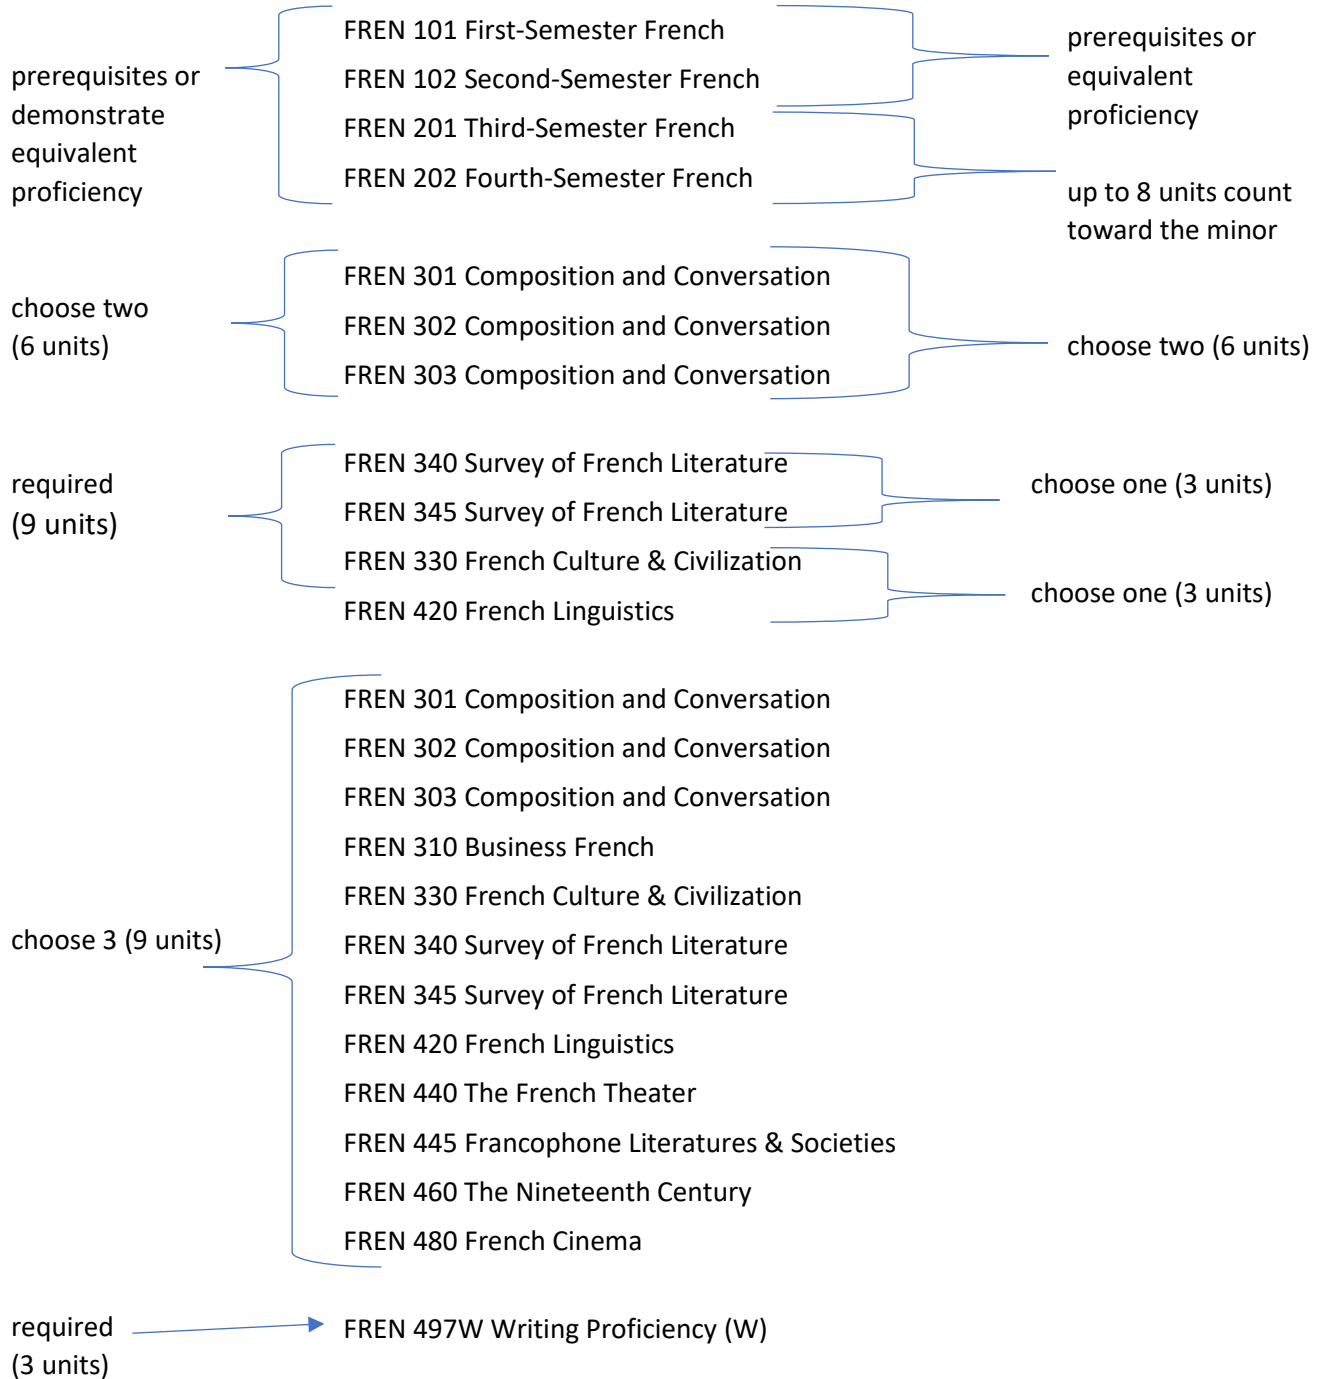 FREN 101 First-Semester French
FREN 102 Second-Semester French
FREN 201 Third-Semester French
FREN 202 Fourth-Semester French
prerequisites or
demonstrate
equivalent
proficiency
prerequisites or
equivalent
proficiency
up to 8 units count
toward the minor
choose two
(6 units)
FREN 301 Composition and Conversation
FREN 302 Composition and Conversation
FREN 303 Composition and Conversation
choose two (6 units)
required
(9 units)
FREN 340 Survey of French Literature
FREN 345 Survey of French Literature
FREN 330 French Culture & Civilization
FREN 420 French Linguistics
choose one (3 units)
choose one (3 units)
choose 3 (9 units)
FREN 301 Composition and Conversation
FREN 302 Composition and Conversation
FREN 303 Composition and Conversation
FREN 310 Business French
FREN 330 French Culture & Civilization
FREN 340 Survey of French Literature
FREN 345 Survey of French Literature
FREN 420 French Linguistics
FREN 440 The French Theater
FREN 445 Francophone Literatures & Societies
FREN 460 The Nineteenth Century
FREN 480 French Cinema
required
(3 units)
FREN 497W Writing Proficiency (W)